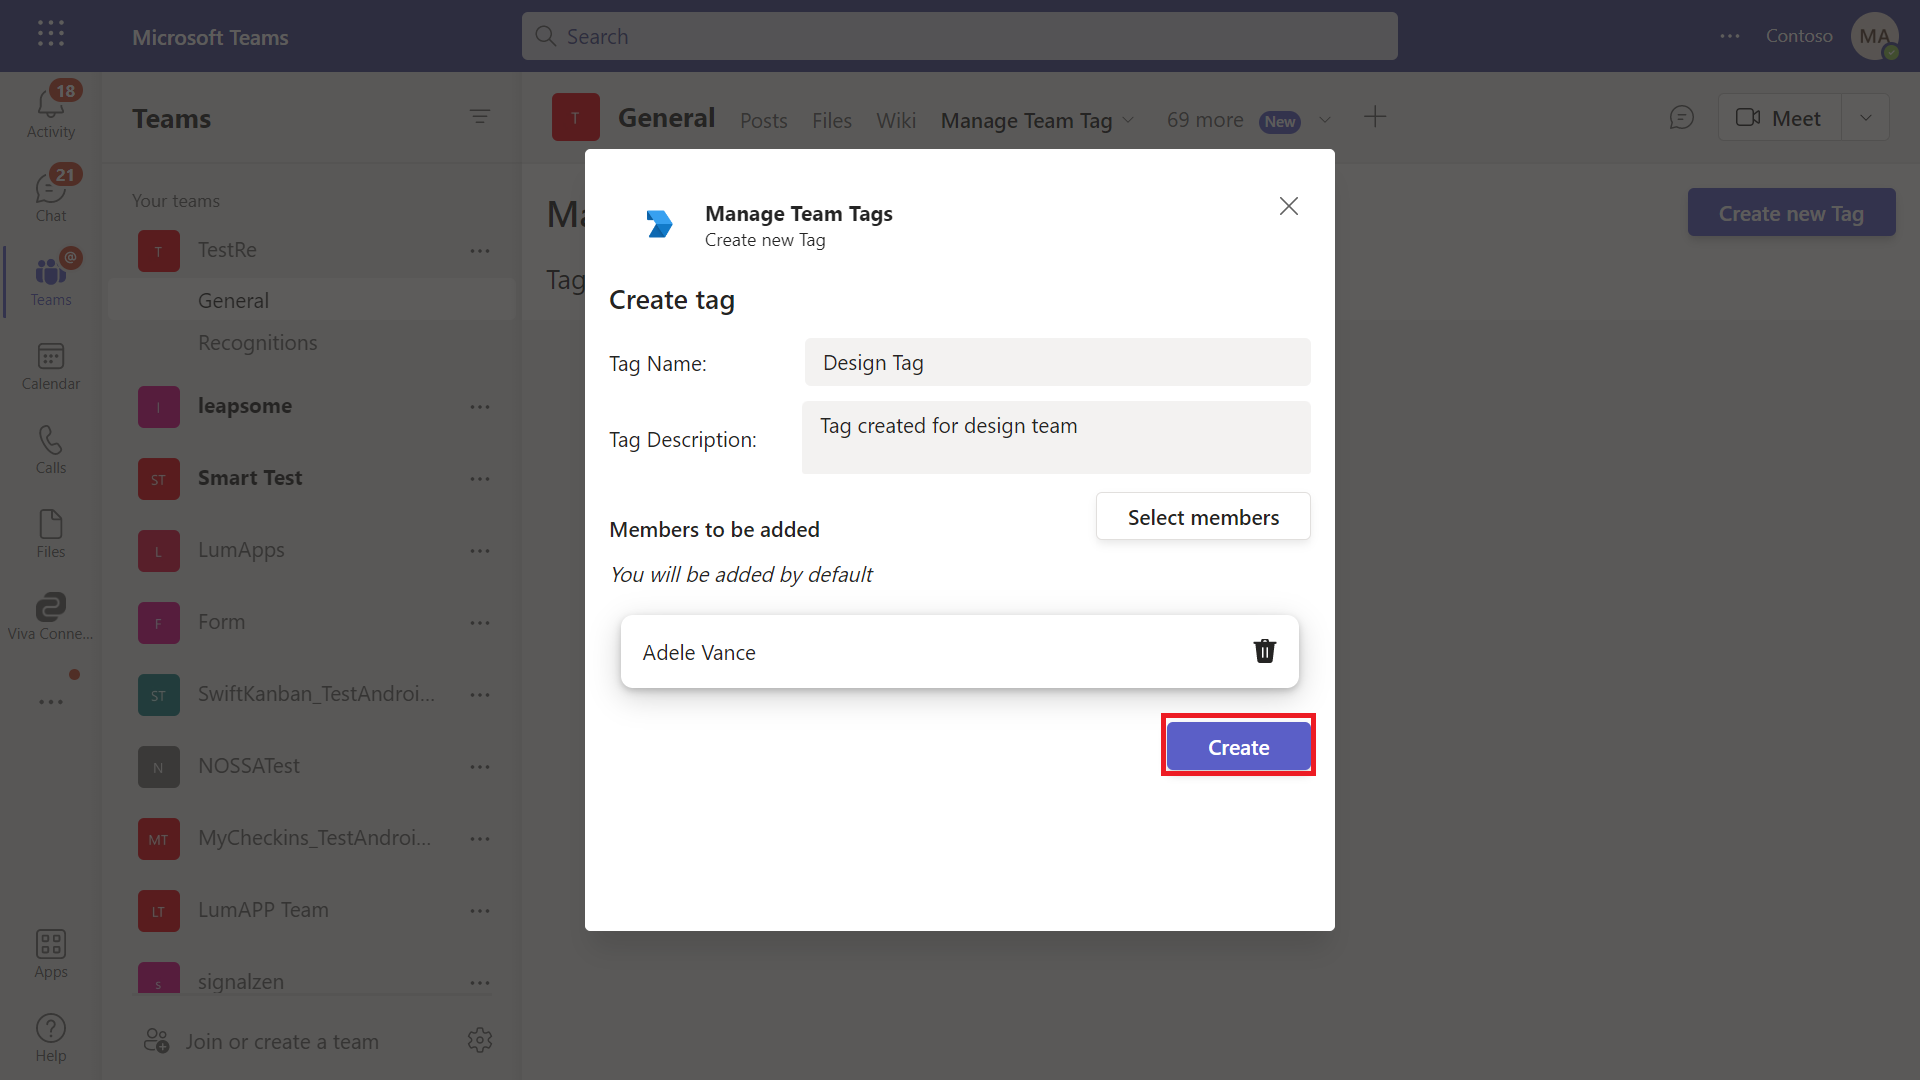 Microsoft Teams
Search
Contoso
MA
18
Activity
21
Chat
@
Teams
Calendar
Calls
Files
Viva Conne...
Apps
Help
Teams
Your teams
T
TestRe
General
Recognitions
l
leapsome
ST
Smart Test
L
LumApps
F
Form
ST
SwiftKanban_TestAndroi...
N
NOSSATest
MT
MyCheckins_TestAndroi...
LT
LumAPP Team
s
signalzen
Join or create a team
T
General
Posts
Files
Wiki
Manage Team Tag
69 more
New
Meet
Ma
Create new Tag
Tag
Manage Team Tags
Create new Tag
Create tag
Tag Name:
Design Tag
Tag Description:
Tag created for design team
Members to be added
Select members
You will be added by default
Adele Vance
Create